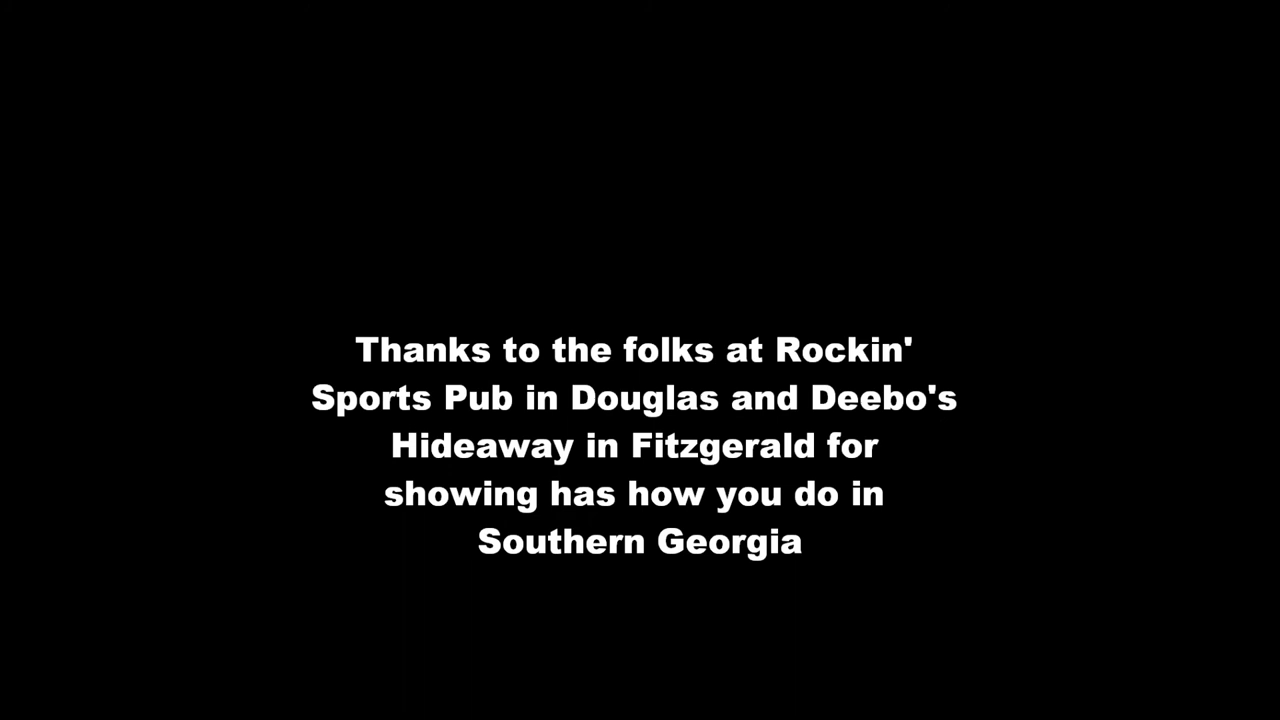 Thanks to the folks at Rockin'
Sports Pub in Douglas and Deebo's
Hideaway in Fitzgerald for
showing has how you do in
Southern Georgia